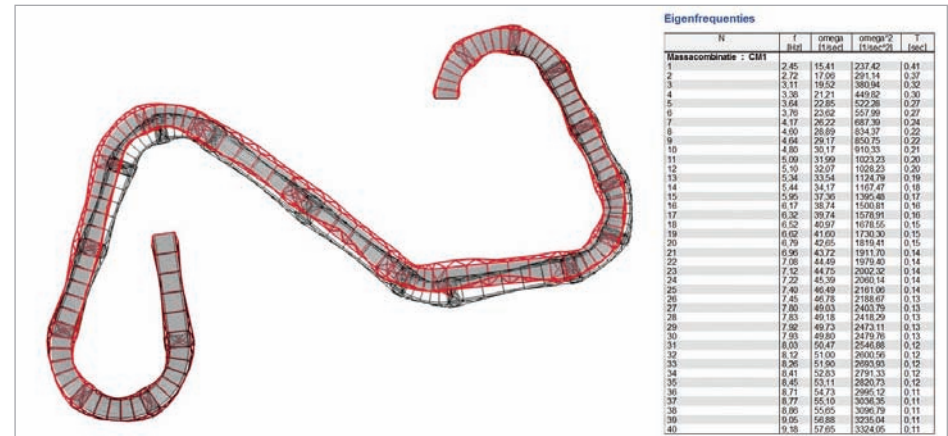 Eigenfrequenties
N f omega omega^2 T
[Hz] [1/sec] [1/sec^2] [sec]
Massacombinatie : CM1
1 2,45 15,41 237,42 0,41
2 2,72 17,06 291,14 0,37
3 3,11 19,52 380,94 0,32
4 3,38 21,21 449,82 0,30
5 3,64 22,85 522,28 0,27
6 3,76 23,62 557,99 0,27
7 4,17 26,22 687,39 0,24
8 4,60 28,89 834,37 0,22
9 4,64 29,17 850,75 0,22
10 4,80 30,17 910,33 0,21
11 5,09 31,99 1023,23 0,20
12 5,10 32,07 1028,23 0,20
13 5,34 33,54 1124,79 0,19
14 5,44 34,17 1167,47 0,18
15 5,95 37,36 1395,48 0,17
16 6,17 38,74 1500,81 0,16
17 6,32 39,74 1578,91 0,16
18 6,52 40,97 1678,55 0,15
19 6,62 41,60 1730,30 0,15
20 6,79 42,65 1819,41 0,15
21 6,96 43,72 1911,70 0,14
22 7,08 44,49 1979,40 0,14
23 7,12 44,75 2002,32 0,14
24 7,22 45,39 2060,14 0,14
25 7,40 46,49 2161,06 0,14
26 7,45 46,78 2188,67 0,13
27 7,80 49,03 2403,79 0,13
28 7,83 49,18 2418,29 0,13
29 7,92 49,73 2473,11 0,13
30 7,93 49,80 2479,76 0,13
31 8,03 50,47 2546,88 0,12
32 8,12 51,00 2600,56 0,12
33 8,26 51,90 2693,93 0,12
34 8,41 52,83 2791,33 0,12
35 8,45 53,11 2820,73 0,12
36 8,71 54,73 2995,12 0,11
37 8,77 55,10 3036,35 0,11
38 8,86 55,65 3096,79 0,11
39 9,05 56,88 3235,04 0,11
40 9,18 57,65 3324,05 0,11